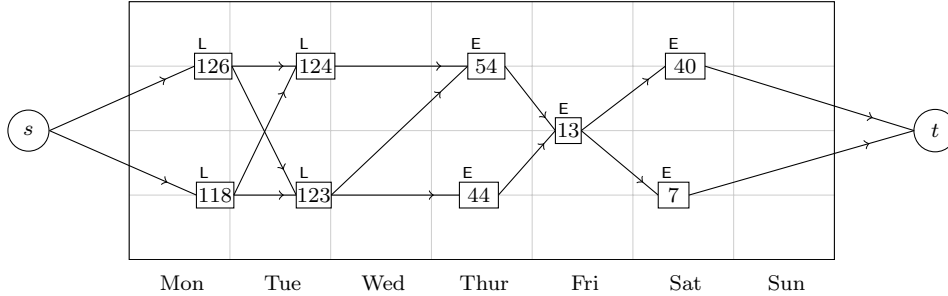 L L E E
126 124 54 40
E
s 13 t
L L E E
118 123 44 7
Mon Tue Wed Thur Fri Sat Sun